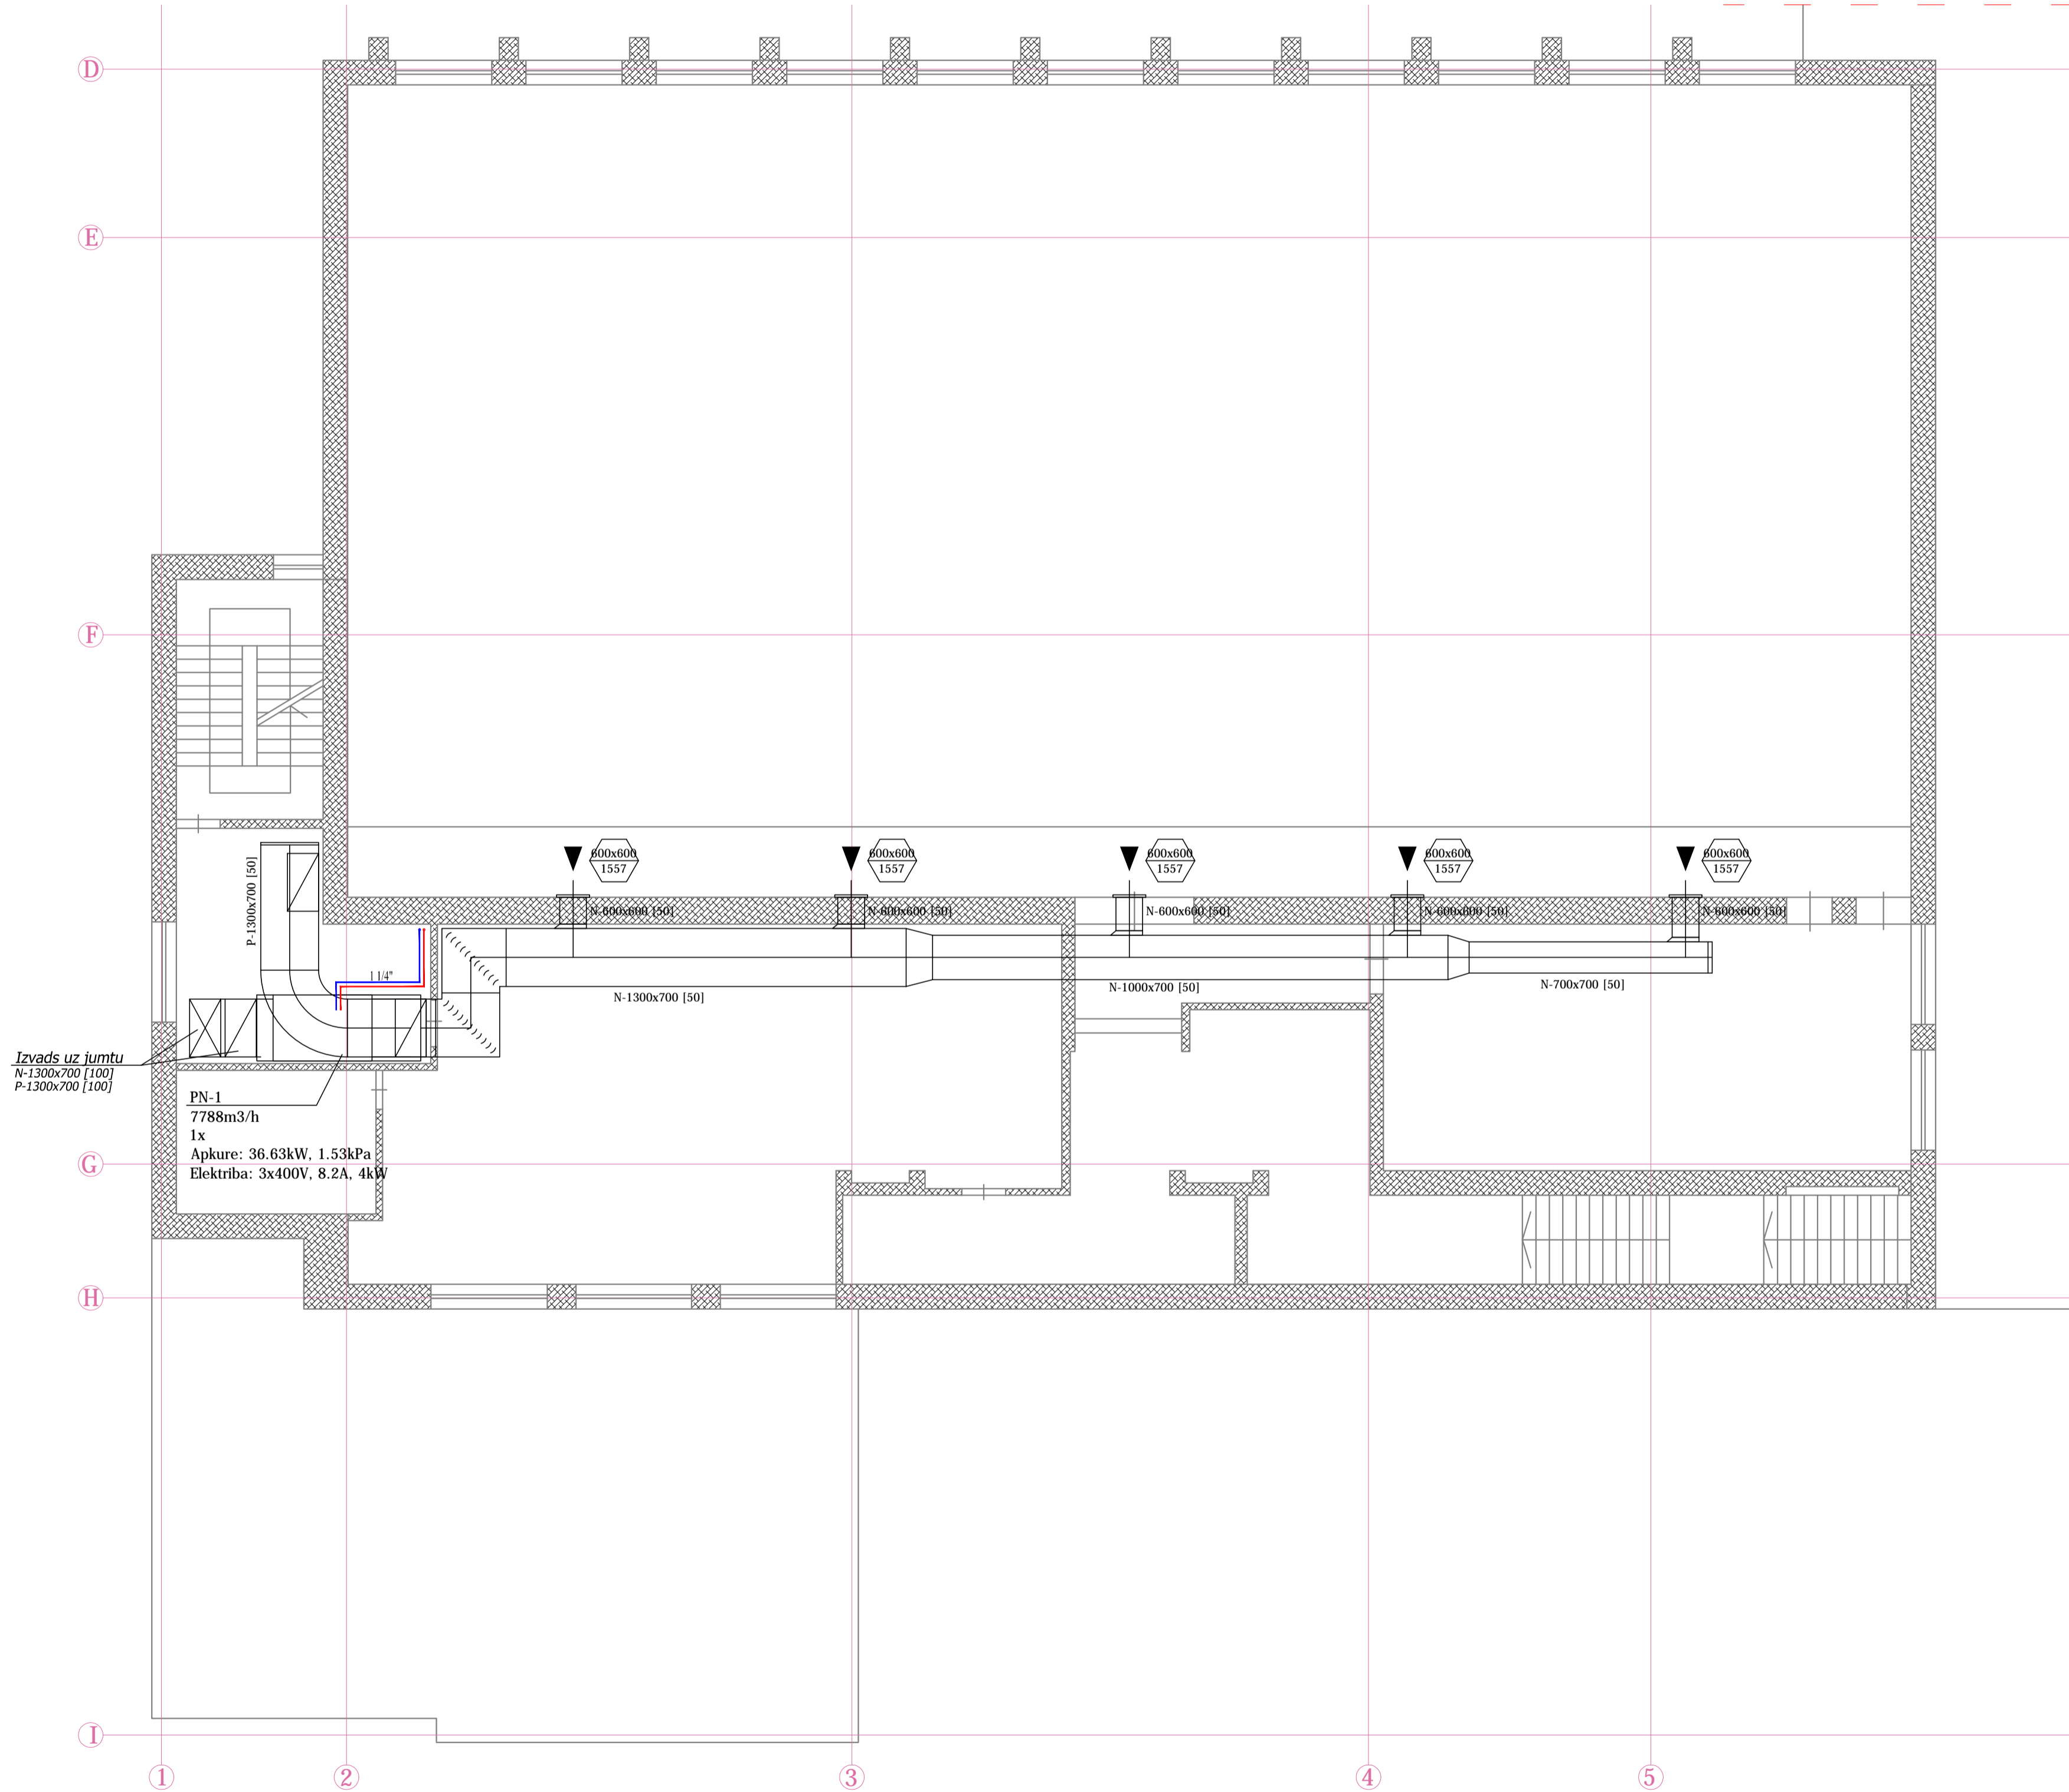 D
E
F
600x600
1557
600x600
1557
600x600
1557
600x600
1557
600x600
1557
P-1300x700 [50]
N-600x600 [50]
N-600x600 [50]
N-600x600 [50]
N-600x600 [50]
N-600x600 [50]
1 1/4"
N-1300x700 [50]
N-1000x700 [50]
N-700x700 [50]
Izvads uz jumtu
N-1300x700 [100]
P-1300x700 [100]
PN-1
7788m3/h
1x
Apkure: 36.63kW, 1.53kPa
Elektriba: 3x400V, 8.2A, 4kW
G
H
I
1
2
3
4
5